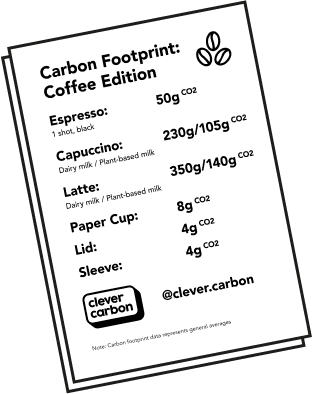 Carbon Footprint:
Coffee Edition
Espresso: 50g CO2
1 shot, black
Capuccino: 230g/105g CO2
Dairy milk / Plant-based milk
Latte: 350g/140g CO2
Dairy milk / Plant-based milk
Paper Cup: 8g CO2
Lid: 4g CO2
Sleeve: 4g CO2
clever
carbon
@clever.carbon
Note: Carbon footprint data represents general averages